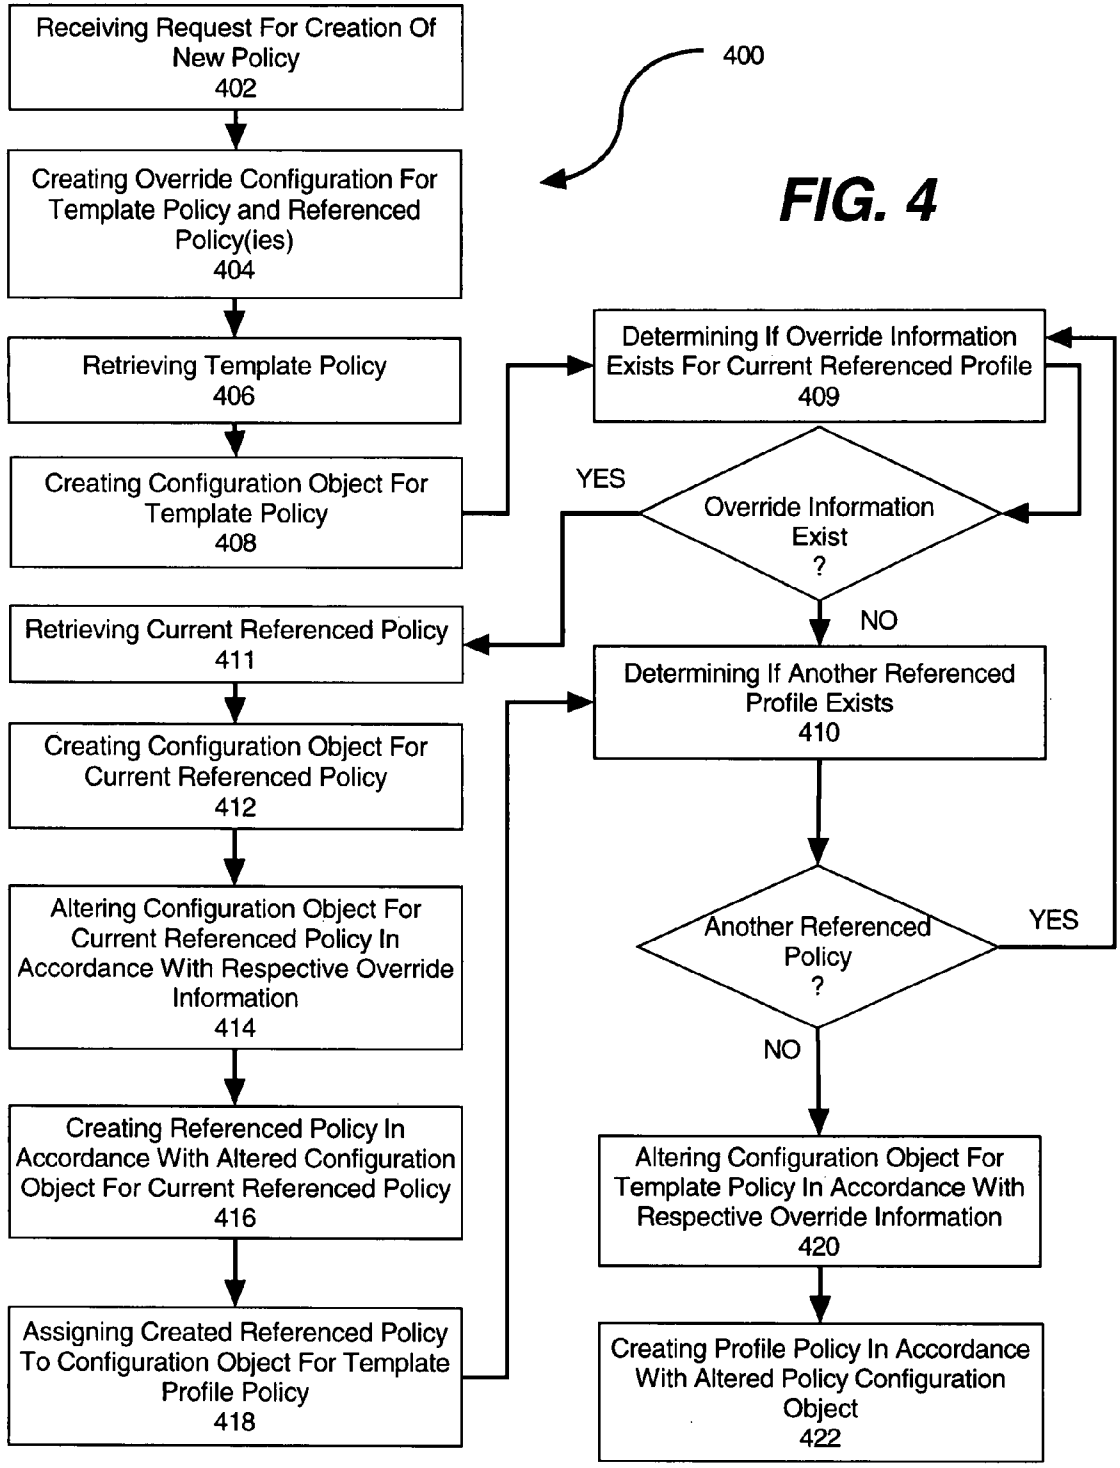 Receiving Request For Creation Of
New Policy
402
400
FIG. 4
Creating Override Configuration For
Template Policy and Referenced
Policy(ies)
404
Retrieving Template Policy
406
Creating Configuration Object For
Template Policy
408
Determining If Override Information
Exists For Current Referenced Profile
409
YES
Override Information
Exist
?
NO
Retrieving Current Referenced Policy
411
Creating Configuration Object For
Current Referenced Policy
412
Altering Configuration Object For
Current Referenced Policy In
Accordance With Respective Override
Information
414
Creating Referenced Policy In
Accordance With Altered Configuration
Object For Current Referenced Policy
416
Assigning Created Referenced Policy
To Configuration Object For Template
Profile Policy
418
Determining If Another Referenced
Profile Exists
410
Another Referenced
Policy
?
YES
NO
Altering Configuration Object For
Template Policy In Accordance With
Respective Override Information
420
Creating Profile Policy In Accordance
With Altered Policy Configuration
Object
422